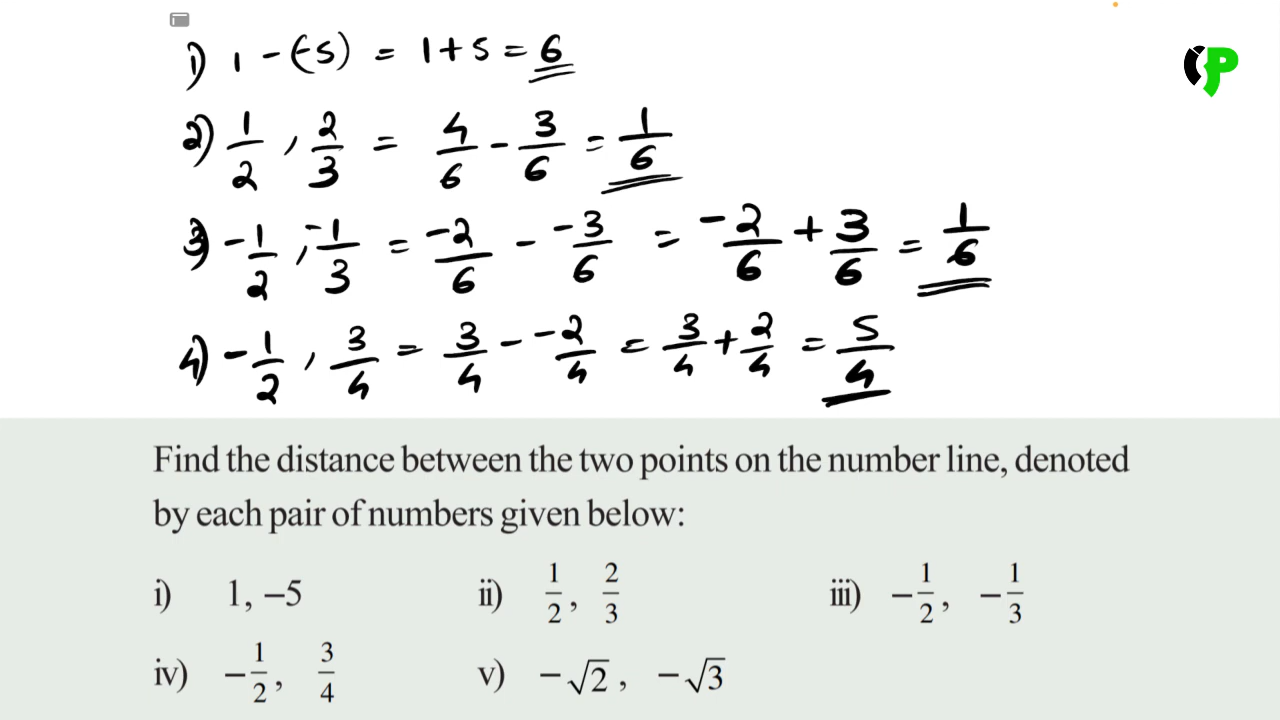 1) 1 - (-5) = 1 + 5 = 6
2) 1/2 , 2/3 = 4/6 - 3/6 = 1/6
3) -1/2 , -1/3 = -2/6 - -3/6 = -2/6 + 3/6 = 1/6
4) -1/2 , 3/4 = 3/4 - -2/4 = 3/4 + 2/4 = 5/4
Find the distance between the two points on the number line, denoted
by each pair of numbers given below:
i) 1, −5 ii) 1/2, 2/3 iii) −1/2, −1/3
iv) −1/2, 3/4 v) −√2, −√3